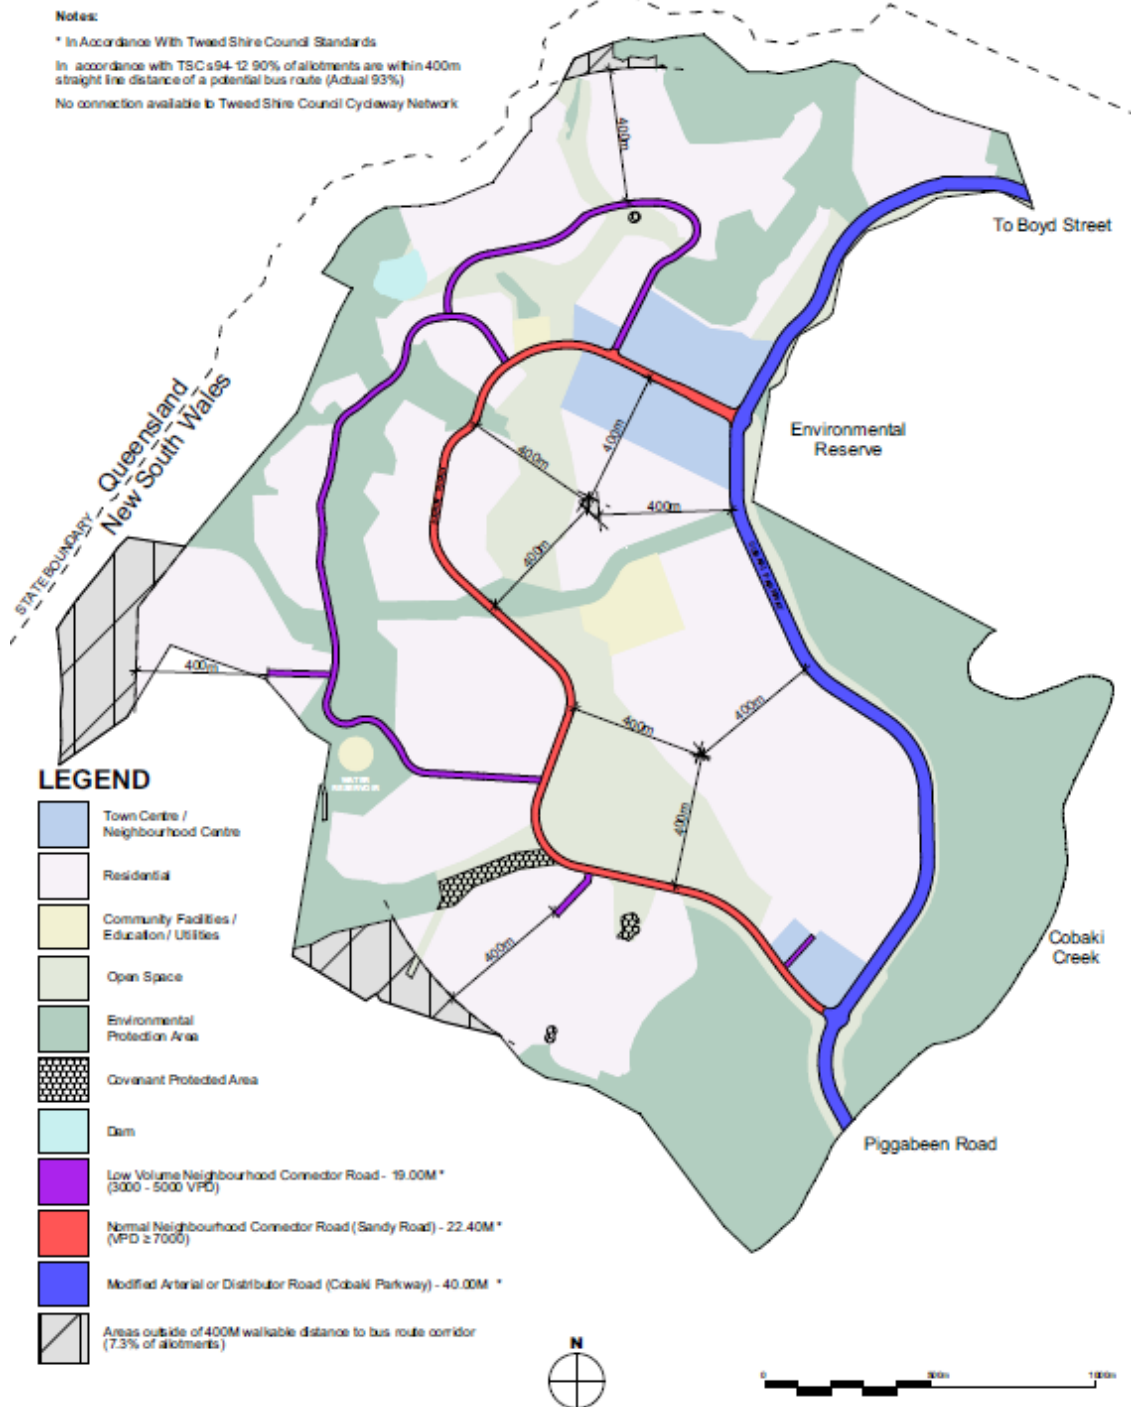 Notes:
* In Accordance With Tweed Shire Council Standards
In accordance with TSC s94-12 90% of allotments are within 400m
straight line distance of a potential bus route (Actual 93%)
No connection available to Tweed Shire Council Cycleway Network
400m
To Boyd Street
Queensland
New South Wales
STATE BOUNDARY
Environmental
Reserve
400m
400m
400m
400m
400m
400m
400m
400m
400m
WATER
RESERVOIR
Cobaki
Creek
Piggabeen Road
LEGEND
Town Centre /
Neighbourhood Centre
Residential
Community Facilities /
Education / Utilities
Open Space
Environmental
Protection Area
Covenant Protected Area
Dam
Low Volume Neighbourhood Connector Road - 19.00M *
(3000 - 5000 VPD)
Normal Neighbourhood Connector Road (Sandy Road) - 22.40M *
(VPD ≥ 7000)
Modified Arterial or Distributor Road (Cobaki Parkway) - 40.00M *
Areas outside of 400M walkable distance to bus route corridor
(7.3% of allotments)
N
0
500m
1000m